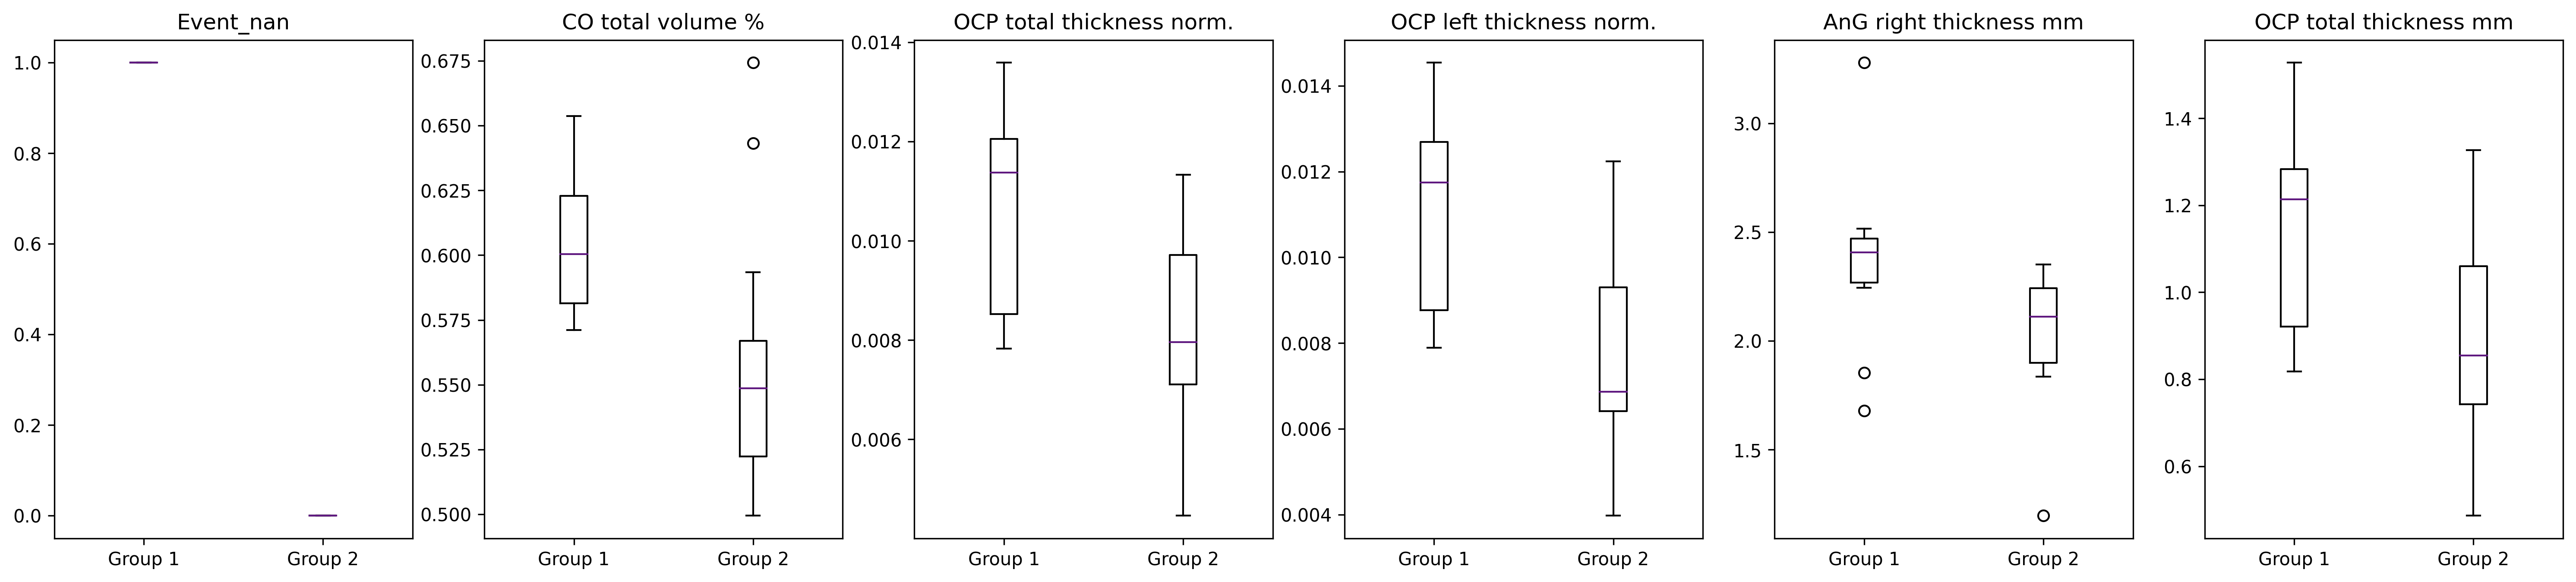 Event_nan
1.0
0.8
0.6
0.4
0.2
0.0
Group 1
Group 2
CO total volume %
0.675
0.650
0.625
0.600
0.575
0.550
0.525
0.500
Group 1
Group 2
OCP total thickness norm.
0.014
0.012
0.010
0.008
0.006
Group 1
Group 2
OCP left thickness norm.
0.014
0.012
0.010
0.008
0.006
0.004
Group 1
Group 2
AnG right thickness mm
3.0
2.5
2.0
1.5
Group 1
Group 2
OCP total thickness mm
1.4
1.2
1.0
0.8
0.6
Group 1
Group 2